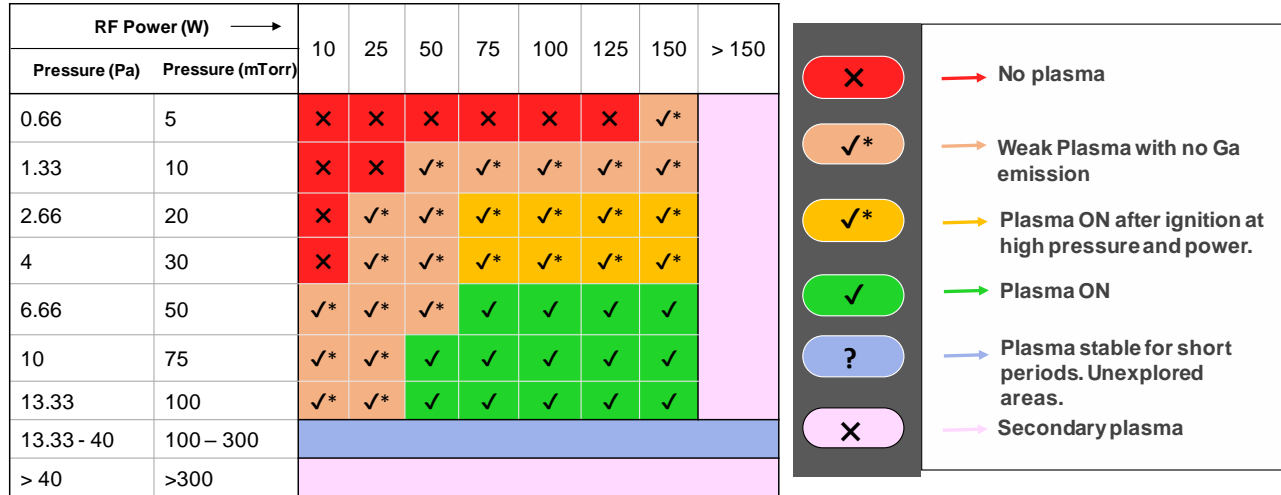 RF Power (W)
10 25 50 75 100 125 150 > 150
Pressure (Pa) Pressure (mTorr)
0.66 5 ✕ ✕ ✕ ✕ ✕ ✕ ✓*
1.33 10 ✕ ✕ ✓* ✓* ✓* ✓* ✓*
2.66 20 ✕ ✓* ✓* ✓* ✓* ✓* ✓*
4 30 ✕ ✓* ✓* ✓* ✓* ✓* ✓*
6.66 50 ✓* ✓* ✓* ✓ ✓ ✓ ✓
10 75 ✓* ✓* ✓ ✓ ✓ ✓ ✓
13.33 100 ✓* ✓* ✓ ✓ ✓ ✓ ✓
13.33 - 40 100 – 300
> 40 >300
✕ No plasma
✓* Weak Plasma with no Ga
emission
✓* Plasma ON after ignition at
high pressure and power.
✓ Plasma ON
? Plasma stable for short
periods. Unexplored
areas.
✕ Secondary plasma